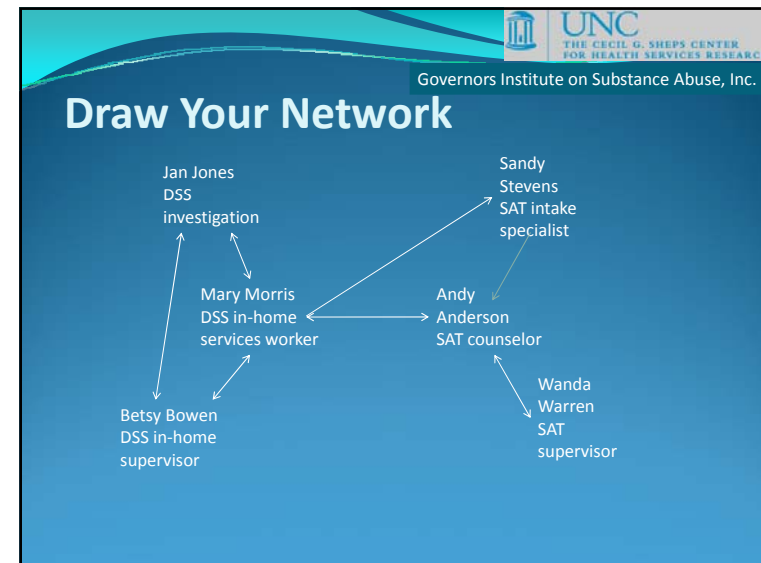 UNC
THE CECIL G. SHEPS CENTER
FOR HEALTH SERVICES RESEARC
Governors Institute on Substance Abuse, Inc.
Draw Your Network
Jan Jones
DSS
investigation
Sandy
Stevens
SAT intake
specialist
Mary Morris
DSS in-home
services worker
Andy
Anderson
SAT counselor
Betsy Bowen
DSS in-home
supervisor
Wanda
Warren
SAT
supervisor